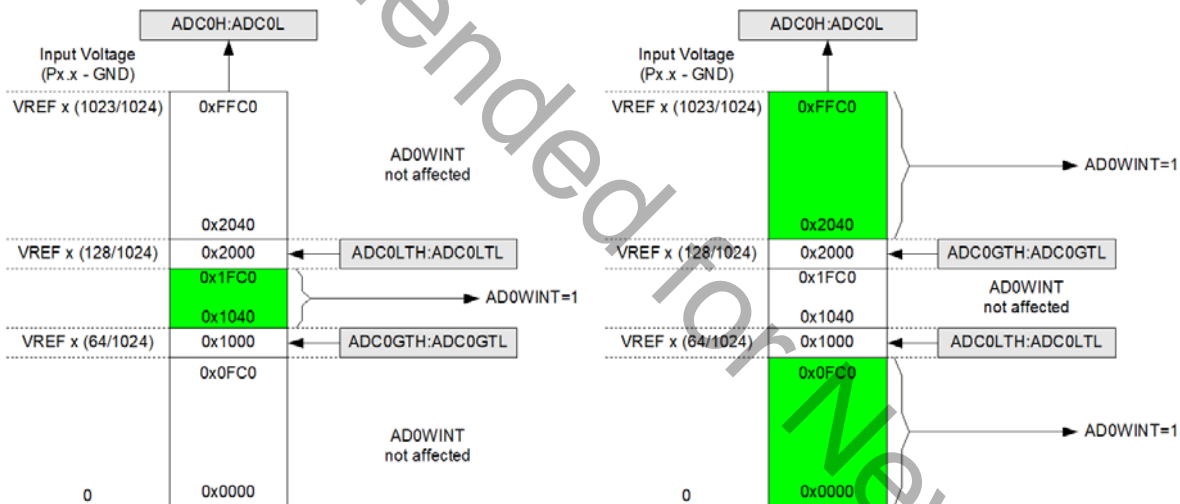 ADC0H:ADC0L
Input Voltage
(Px.x - GND)
VREF x (1023/1024)
0xFFC0
AD0WINT
not affected
0x2040
VREF x (128/1024)
0x2000
ADC0LTH:ADC0LTL
0x1FC0
AD0WINT=1
0x1040
VREF x (64/1024)
0x1000
ADC0GTH:ADC0GTL
0x0FC0
AD0WINT
not affected
0
0x0000
ADC0H:ADC0L
Input Voltage
(Px.x - GND)
VREF x (1023/1024)
0xFFC0
AD0WINT=1
0x2040
VREF x (128/1024)
0x2000
ADC0GTH:ADC0GTL
0x1FC0
AD0WINT
not affected
0x1040
VREF x (64/1024)
0x1000
ADC0LTH:ADC0LTL
0x0FC0
AD0WINT=1
0
0x0000
ended for New